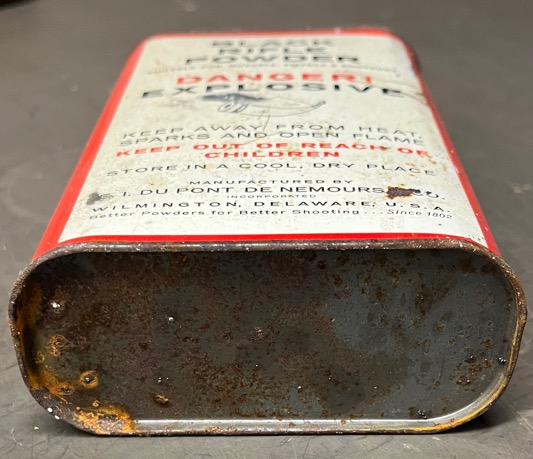 BLACK
RIFLE
POWDER
DANGER!
EXPLOSIVE
KEEP AWAY FROM HEAT,
SPARKS AND OPEN FLAME
KEEP OUT OF REACH OF
CHILDREN
STORE IN A COOL, DRY PLACE
MANUFACTURED BY
I. DU PONT DE NEMOURS
INCORPORATED
WILMINGTON, DELAWARE, U.S.A.
Better Powders for Better Shooting....Since 1802